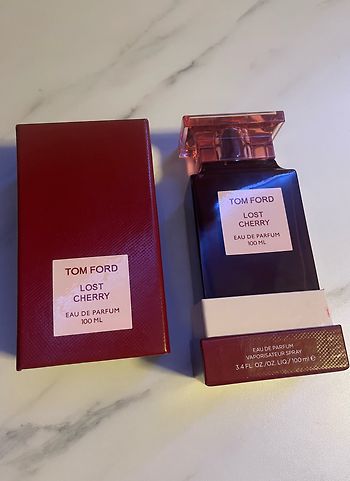 TOM FORD
LOST
CHERRY
EAU DE PARFUM
100 ML
TOM FORD
LOST
CHERRY
EAU DE PARFUM
100 ML
EAU DE PARFUM
VAPORISATEUR SPRAY
3.4 FL. OZ./OZ. LIQ / 100 ml ℮